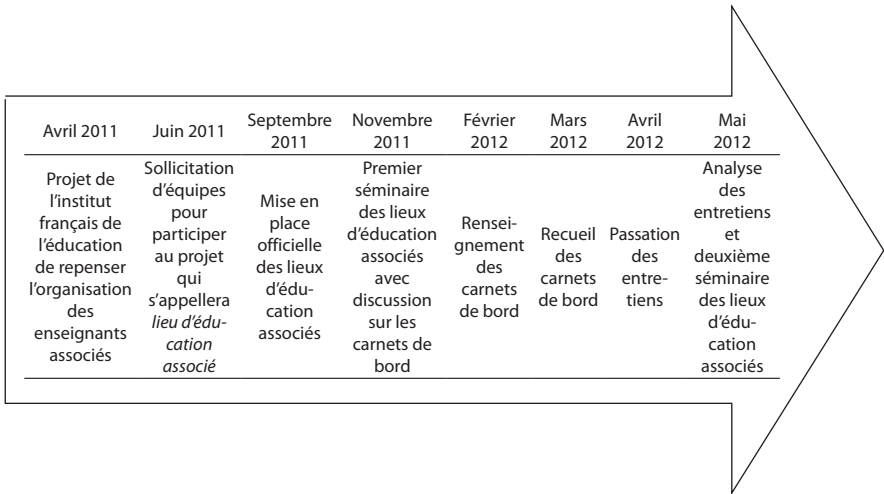 Avril 2011
Juin 2011
Septembre
2011
Novembre
2011
Février
2012
Mars
2012
Avril
2012
Mai
2012
Projet de
l'institut
français de
l'éducation
de repenser
l'organisation
des
enseignants
associés
Sollicitation
d'équipes
pour
participer
au projet
qui
s'appellera
lieu d'édu-
cation
associé
Mise en
place
officielle
des lieux
d'édu-
cation
associés
Premier
séminaire
des lieux
d'éducation
associés
avec
discussion
sur les
carnets de
bord
Rensei-
gnement
des
carnets
de bord
Recueil
des
carnets
de bord
Passation
des
entre-
tiens
Analyse
des
entretiens
et
deuxième
séminaire
des lieux
d'édu-
cation
associés